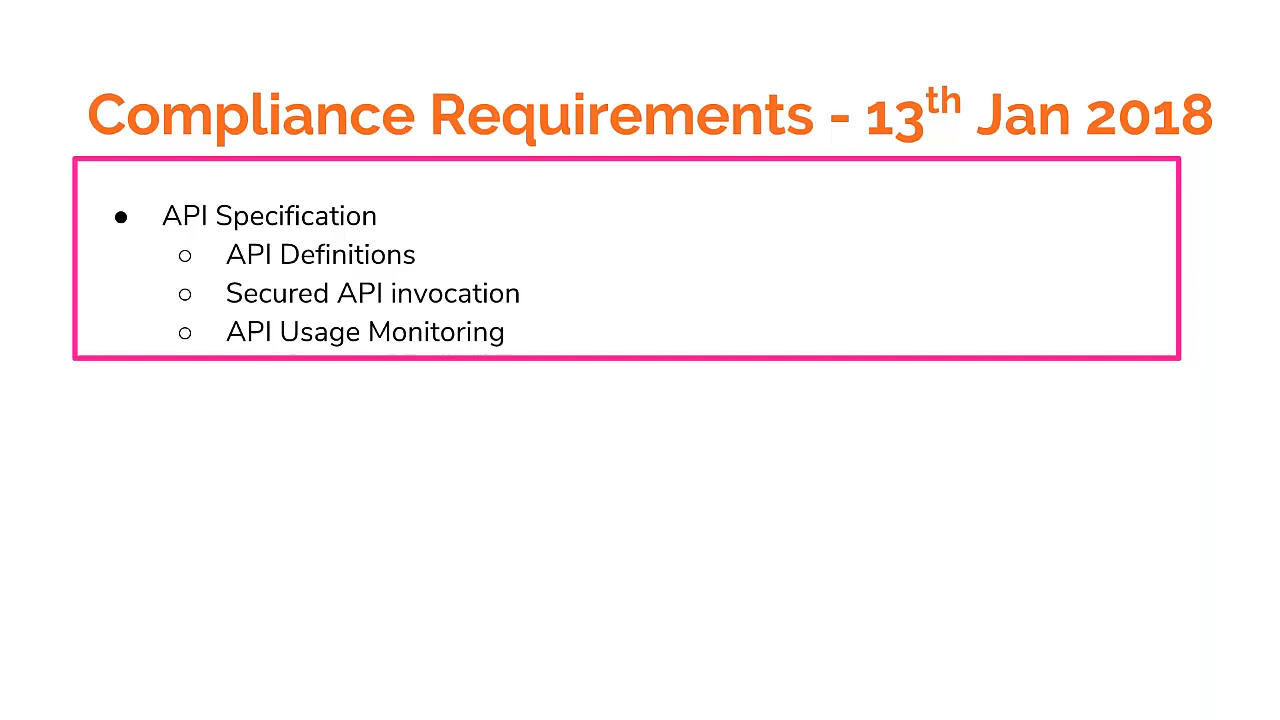 Compliance Requirements - 13th Jan 2018
● API Specification
○ API Definitions
○ Secured API invocation
○ API Usage Monitoring